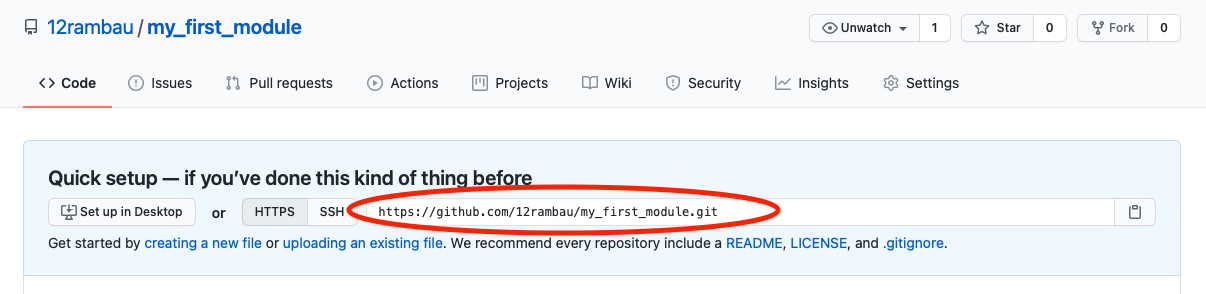 12rambau / my_first_module
Unwatch 1 Star 0 Fork 0
Code Issues Pull requests Actions Projects Wiki Security Insights Settings
Quick setup — if you’ve done this kind of thing before
Set up in Desktop or HTTPS SSH https://github.com/12rambau/my_first_module.git
Get started by creating a new file or uploading an existing file. We recommend every repository include a README, LICENSE, and .gitignore.